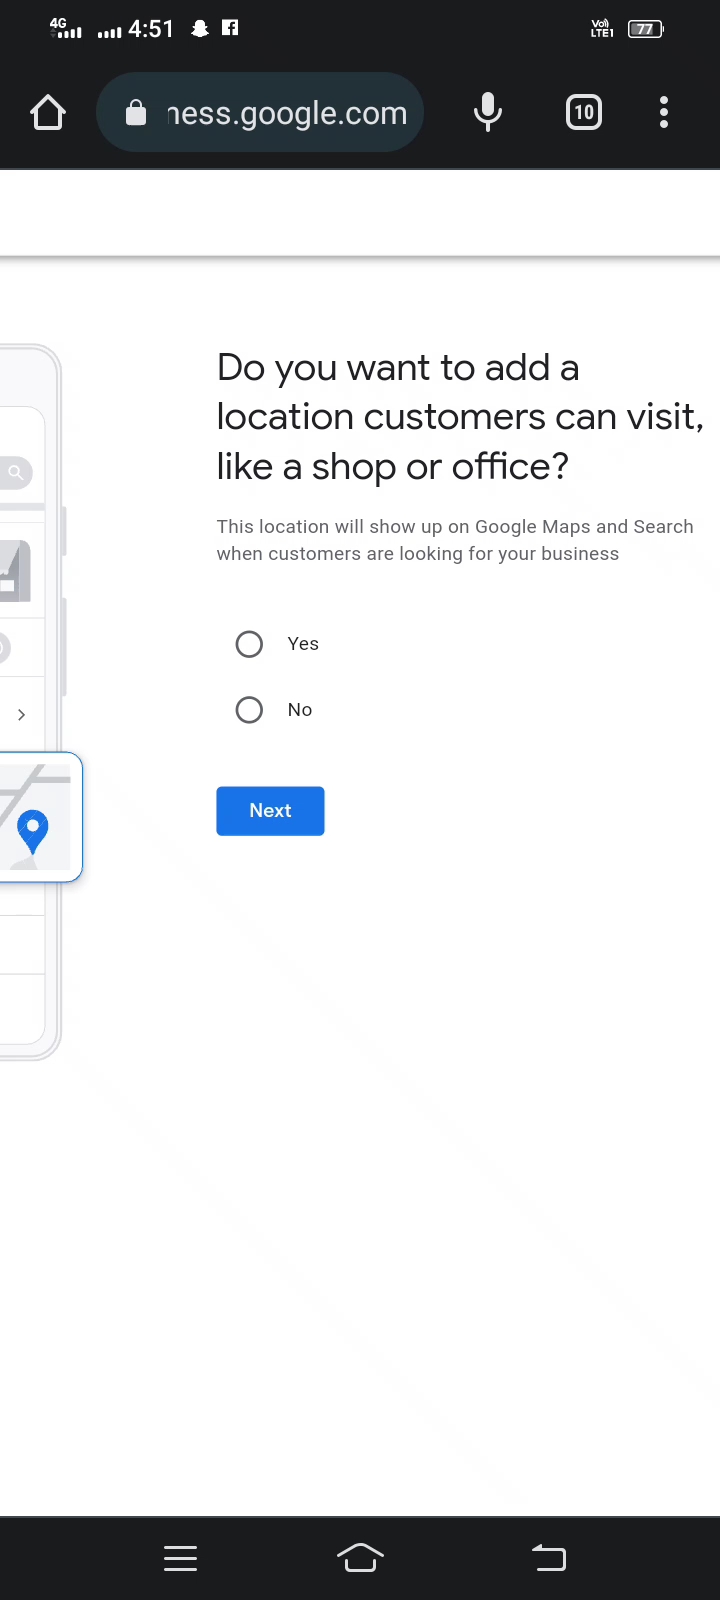 4G 4:51 Vo) LTE1 77
ness.google.com 10
Do you want to add a
location customers can visit,
like a shop or office?
This location will show up on Google Maps and Search
when customers are looking for your business
Yes
No
Next